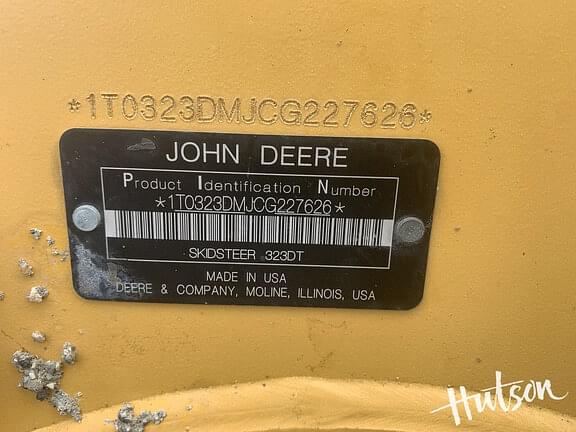 *1T0323DMJCG227626*
JOHN DEERE
Product Identification Number
*1T0323DMJCG227626*
SKIDSTEER 323DT
MADE IN USA
DEERE & COMPANY, MOLINE, ILLINOIS, USA
Hutson